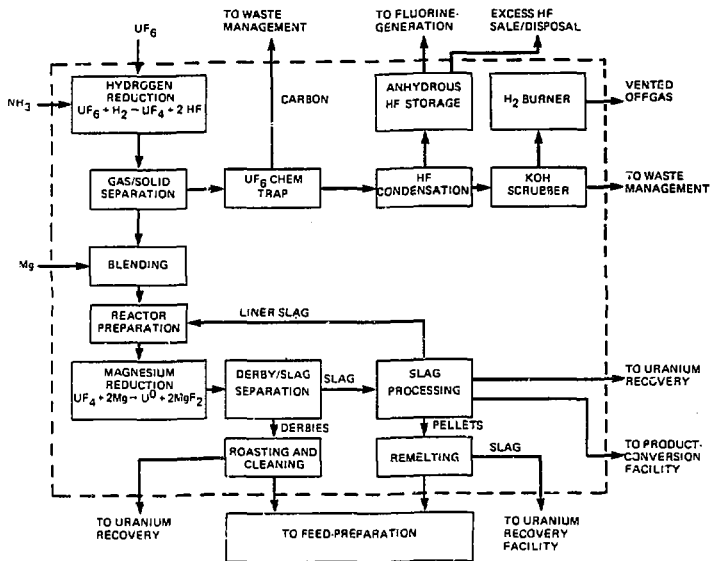 UF6
TO WASTE
MANAGEMENT
TO FLUORINE-
GENERATION
EXCESS HF
SALE/DISPOSAL
NH3
HYDROGEN
REDUCTION
UF6 + H2 → UF4 + 2 HF
CARBON
ANHYDROUS
HF STORAGE
H2 BURNER
VENTED
OFFGAS
GAS/SOLID
SEPARATION
UF6 CHEM
TRAP
HF
CONDENSATION
KOH
SCRUBBER
TO WASTE
MANAGEMENT
Mg
BLENDING
REACTOR
PREPARATION
LINER SLAG
MAGNESIUM
REDUCTION
UF4 + 2Mg → U0 + 2MgF2
DERBY/SLAG
SEPARATION
SLAG
SLAG
PROCESSING
TO URANIUM
RECOVERY
DERBIES
PELLETS
ROASTING AND
CLEANING
REMELTING
SLAG
TO PRODUCT-
CONVERSION
FACILITY
TO URANIUM
RECOVERY
TO FEED-PREPARATION
TO URANIUM
RECOVERY
FACILITY